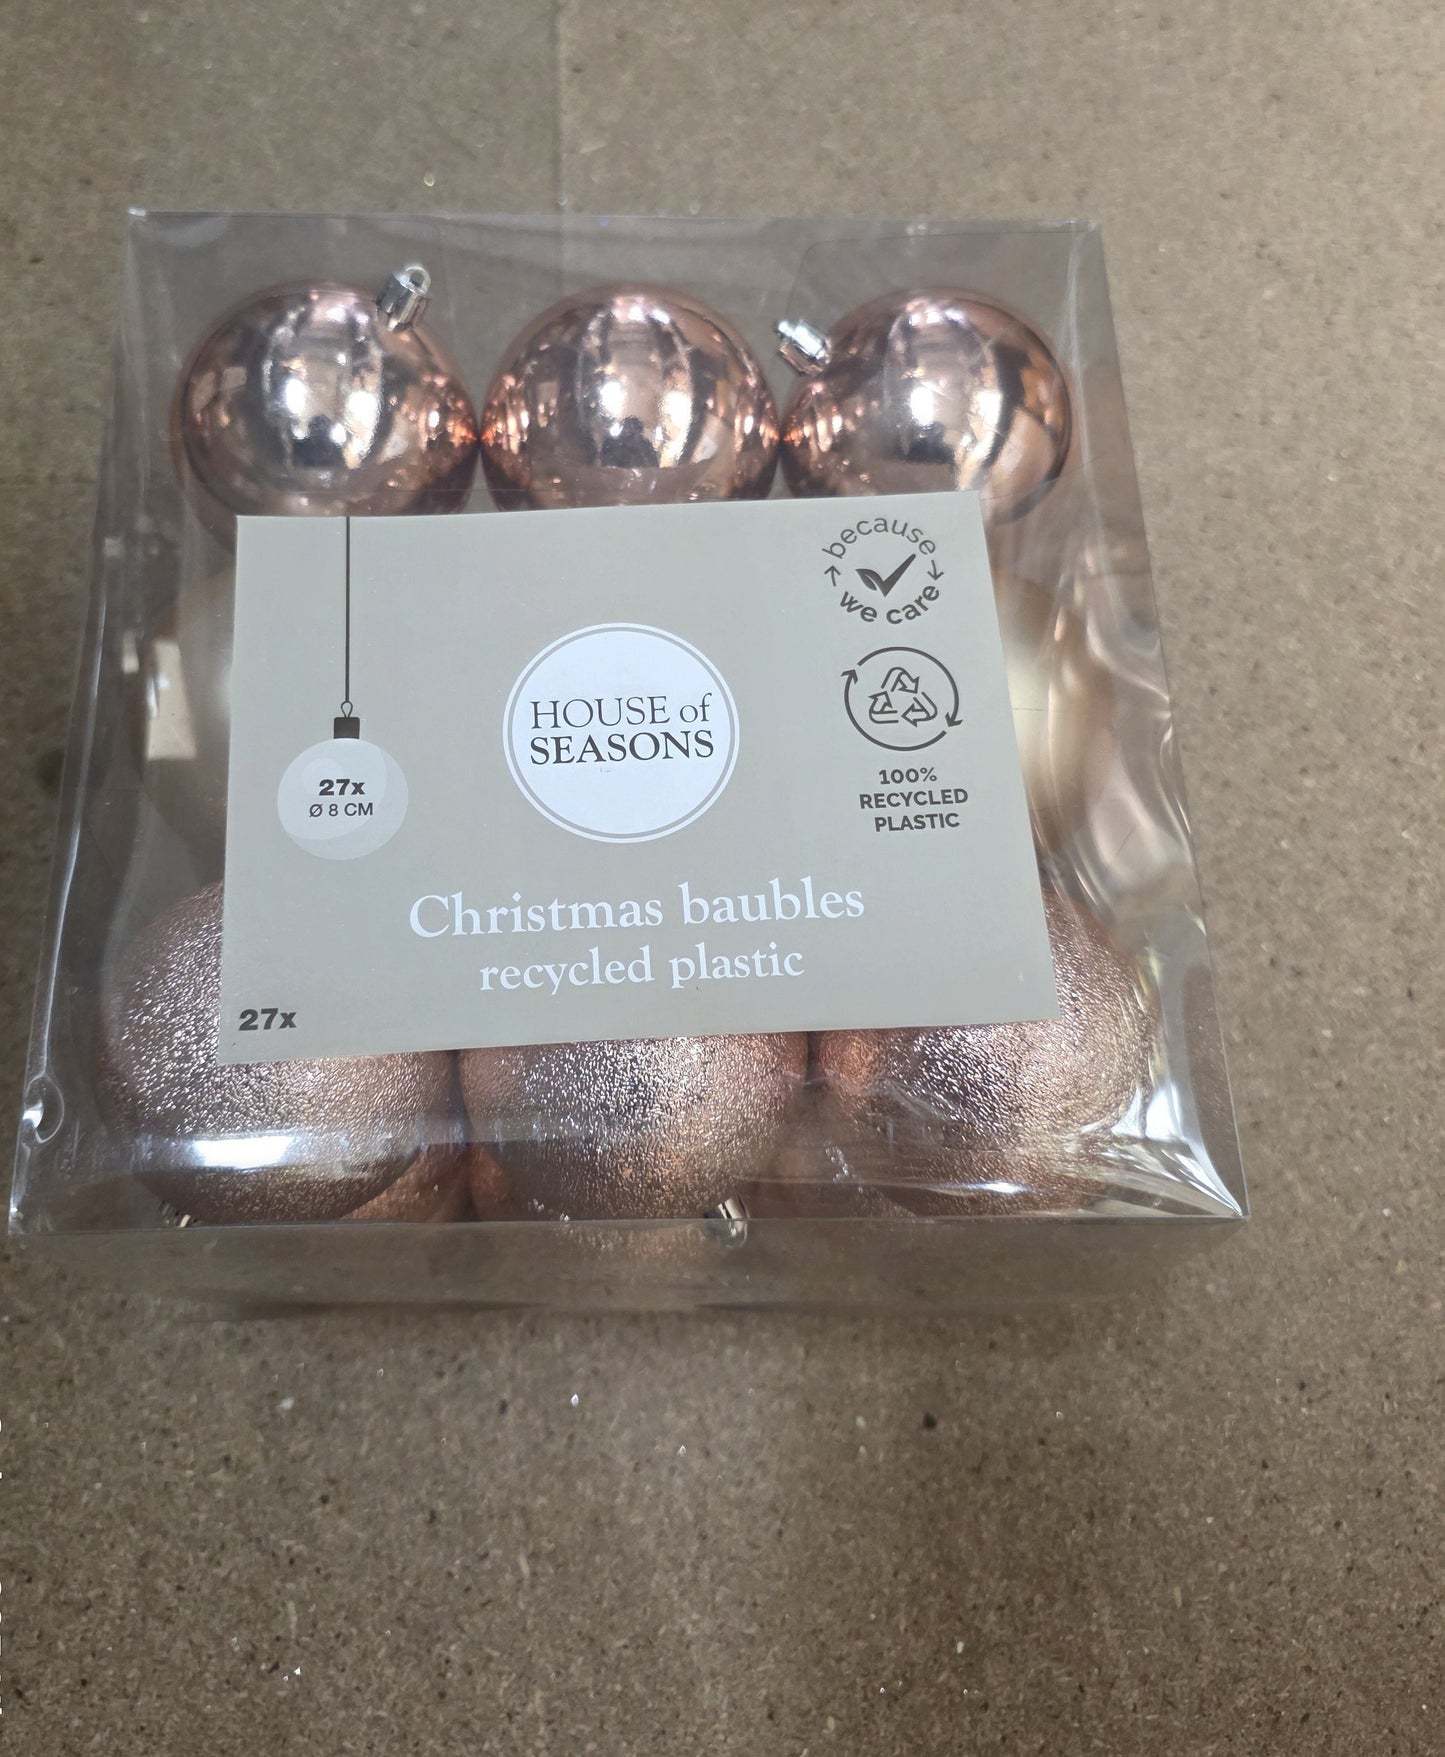 because
we care
HOUSE of
SEASONS
27x
Ø 8 CM
100%
RECYCLED
PLASTIC
Christmas baubles
recycled plastic
27x